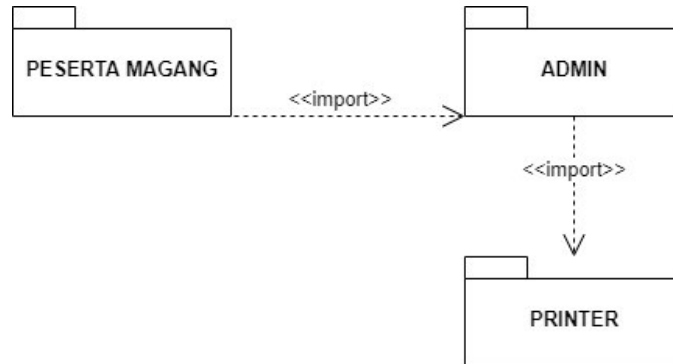 PESERTA MAGANG
ADMIN
<<import>>
<<import>>
PRINTER